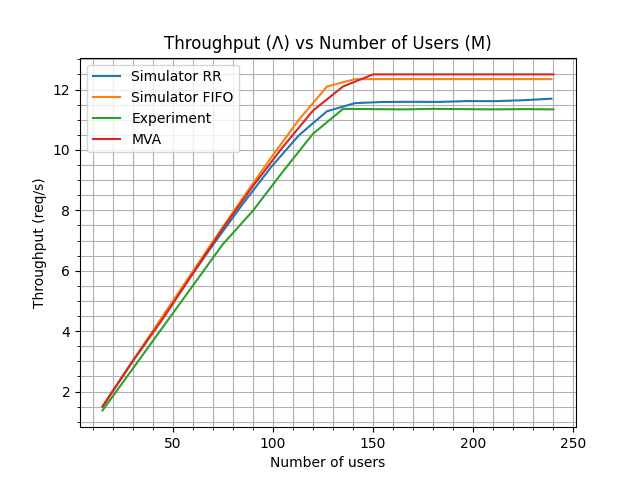 Throughput (Λ) vs Number of Users (M)
Simulator RR
Simulator FIFO
Experiment
MVA
Throughput (req/s)
12
10
8
6
4
2
50 100 150 200 250
Number of users